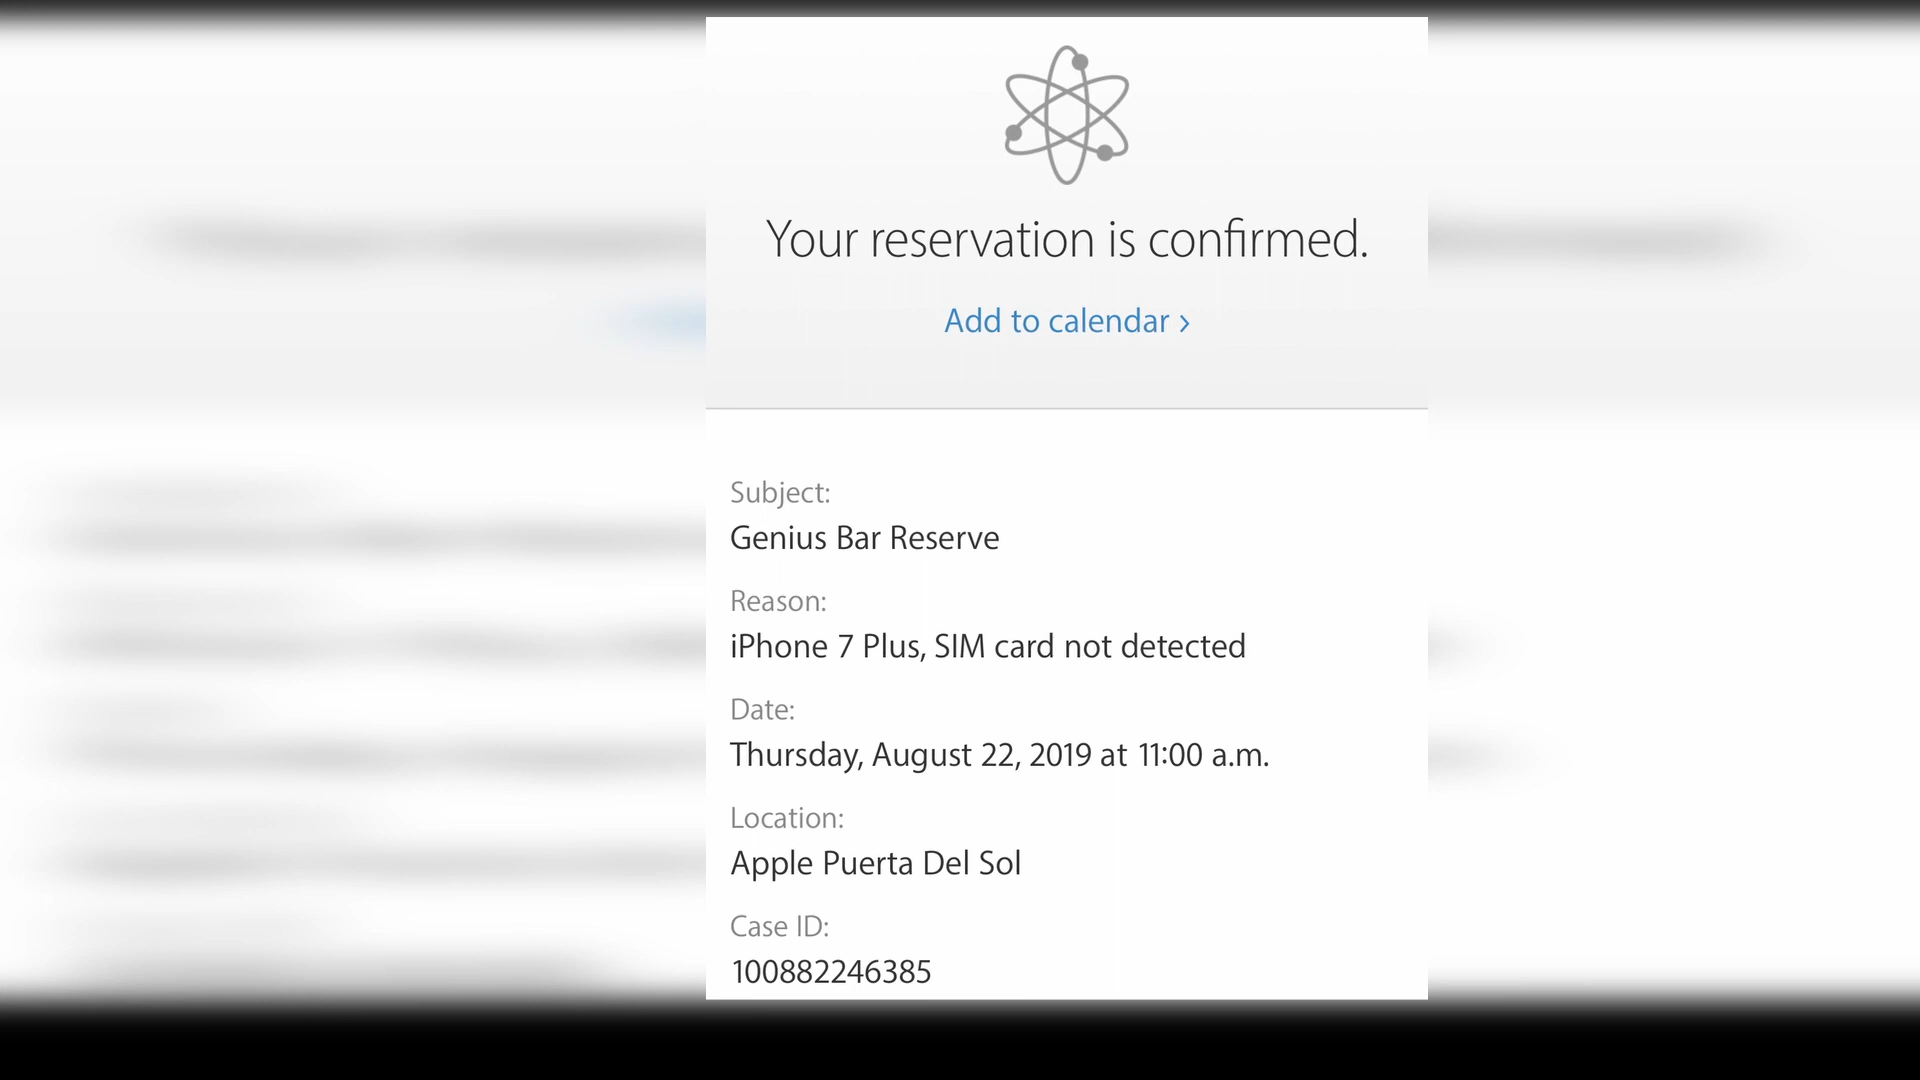 Your reservation is confirmed.
Add to calendar ›
Subject:
Genius Bar Reserve
Reason:
iPhone 7 Plus, SIM card not detected
Date:
Thursday, August 22, 2019 at 11:00 a.m.
Location:
Apple Puerta Del Sol
Case ID:
100882246385